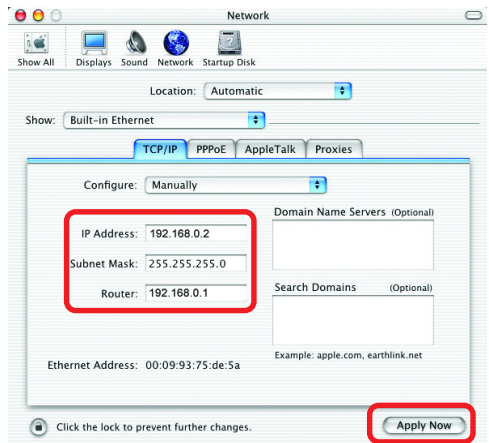 Network
Show All Displays Sound Network Startup Disk
Location: Automatic
Show: Built-in Ethernet
TCP/IP PPPoE AppleTalk Proxies
Configure: Manually
Domain Name Servers (Optional)
IP Address: 192.168.0.2
Subnet Mask: 255.255.255.0
Router: 192.168.0.1
Search Domains (Optional)
Example: apple.com, earthlink.net
Ethernet Address: 00:09:93:75:de:5a
Click the lock to prevent further changes.
Apply Now